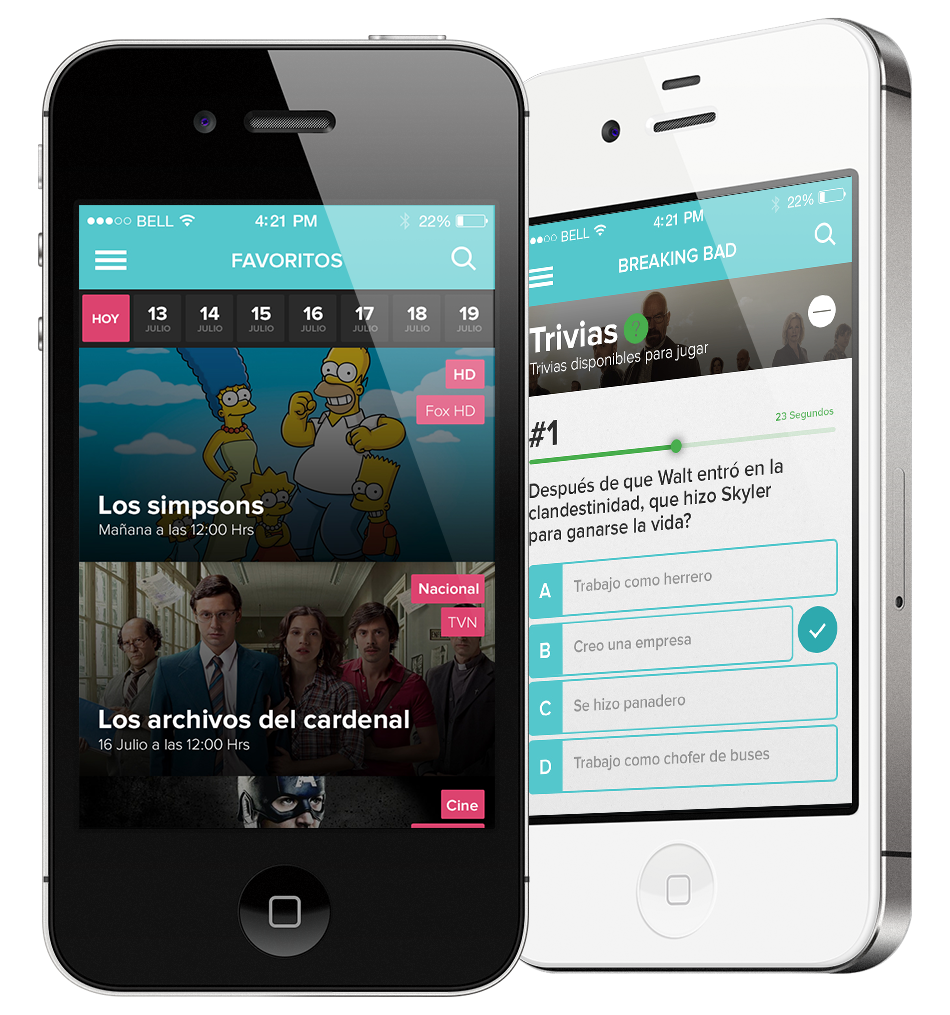 BELL
4:21 PM
22%
FAVORITOS
HOY
13
JULIO
14
JULIO
15
JULIO
16
JULIO
17
JULIO
18
JULIO
19
JULIO
HD
Fox HD
Los simpsons
Mañana a las 12:00 Hrs
Nacional
TVN
Los archivos del cardenal
16 Julio a las 12:00 Hrs
A
Cine
BELL
4:21 PM
22%
BREAKING BAD
Trivias ?
Trivias disponibles para jugar
#1
23 Segundos
Después de que Walt entró en la
clandestinidad, que hizo Skyler
para ganarse la vida?
A Trabajo como herrero
B Creo una empresa
C Se hizo panadero
D Trabajo como chofer de buses